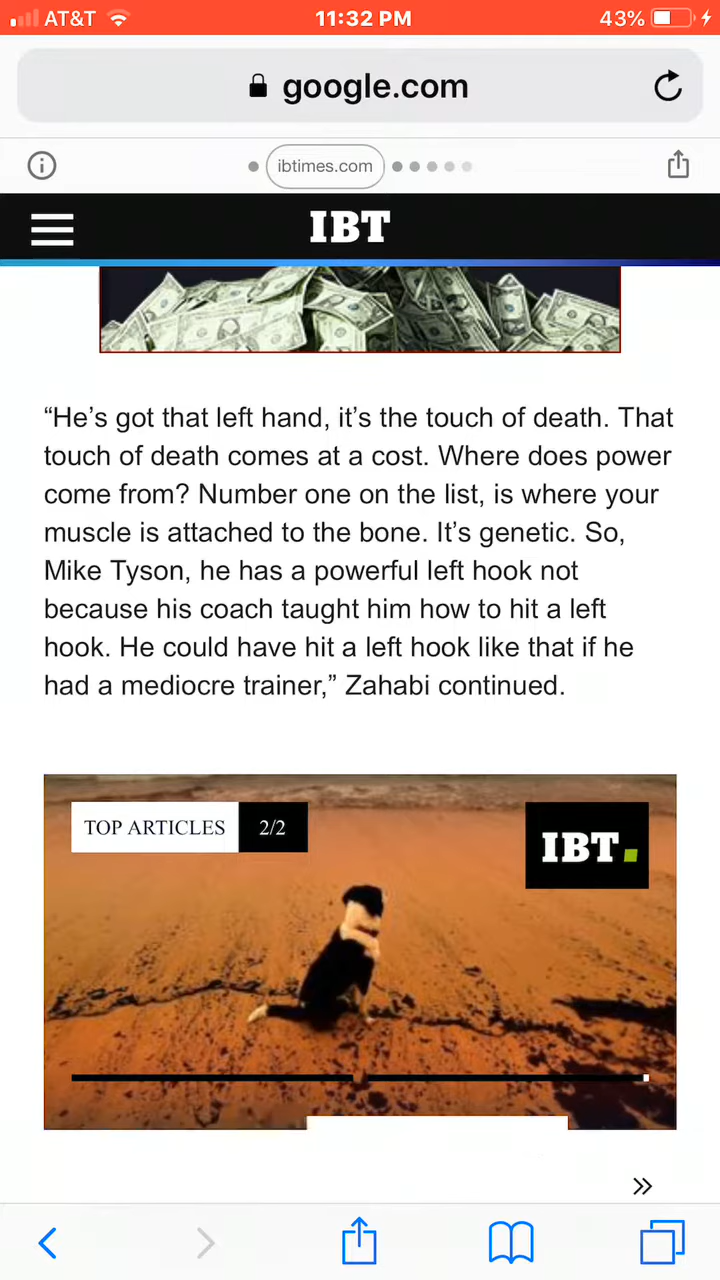 AT&T 11:32 PM 43%
google.com
ibtimes.com
IBT
“He’s got that left hand, it’s the touch of death. That
touch of death comes at a cost. Where does power
come from? Number one on the list, is where your
muscle is attached to the bone. It’s genetic. So,
Mike Tyson, he has a powerful left hook not
because his coach taught him how to hit a left
hook. He could have hit a left hook like that if he
had a mediocre trainer,” Zahabi continued.
TOP ARTICLES 2/2
IBT.